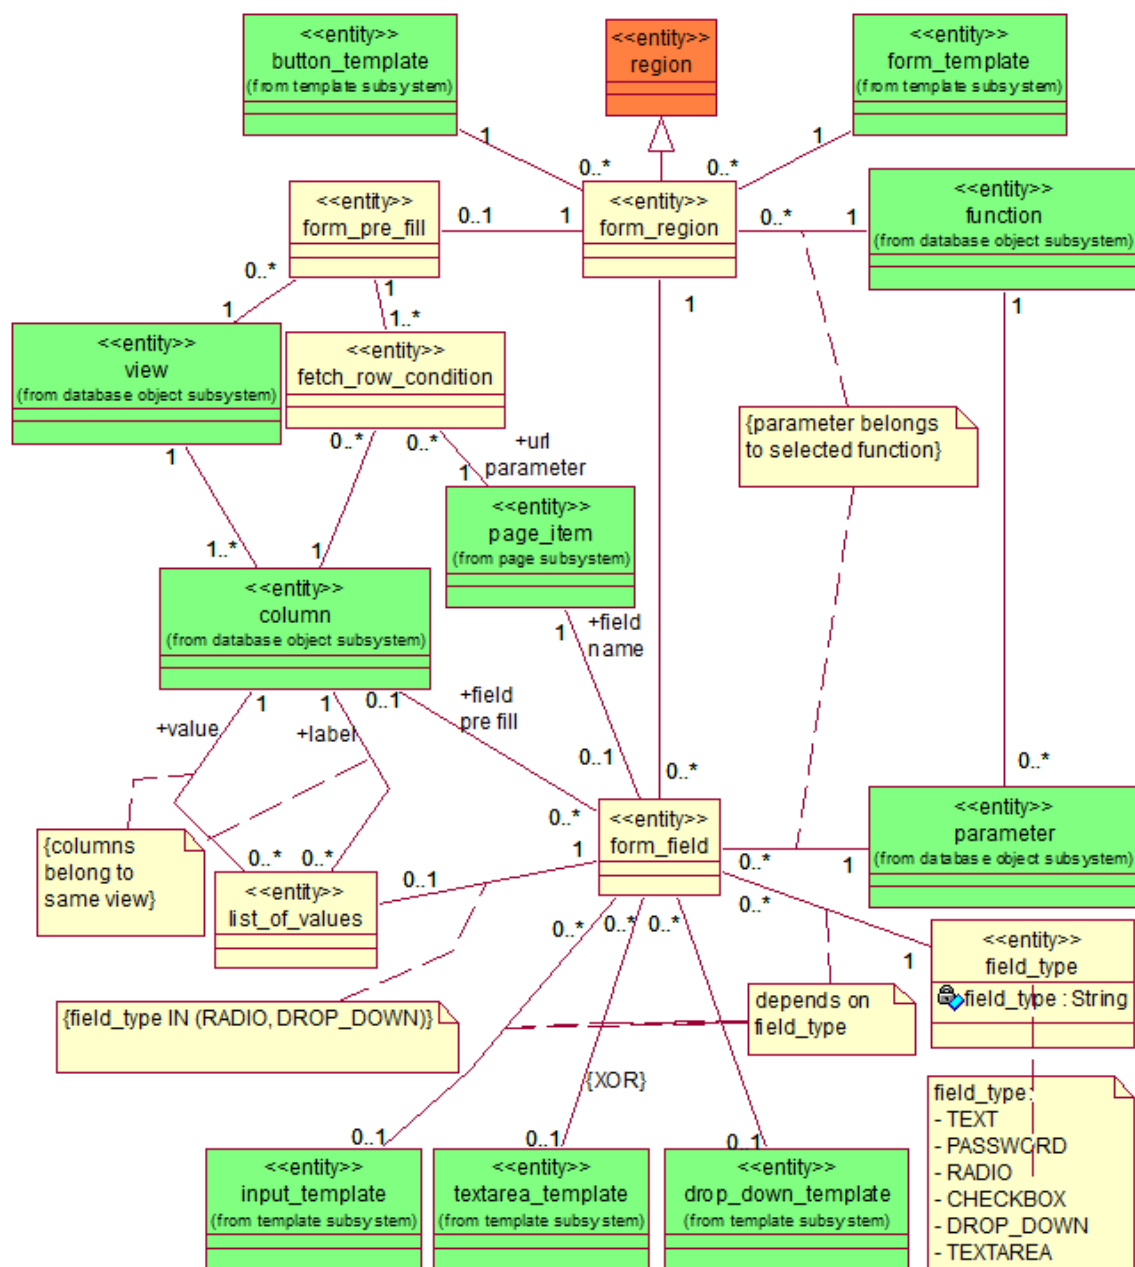 <<entity>>
button_template
(from template subsystem)
<<entity>>
region
<<entity>>
form_template
(from template subsystem)
1
0..*
0..*
1
<<entity>>
form_pre_fill
0..1
1
<<entity>>
form_region
0..*
1
<<entity>>
function
(from database object subsystem)
0..*
1
1
1..*
1
1
<<entity>>
view
(from database object subsystem)
<<entity>>
fetch_row_condition
1
0..*
0..*
+url
parameter
1
{parameter belongs
to selected function}
<<entity>>
page_item
(from page subsystem)
1..*
1
<<entity>>
column
(from database object subsystem)
1
+field
name
1
1
0..1
+value
+label
+field
pre fill
0..1
0..*
0..*
0..*
<<entity>>
form_field
1
0..*
1
<<entity>>
parameter
(from database object subsystem)
{columns
belong to
same view}
0..*
0..*
<<entity>>
list_of_values
0..1
0..*
0..*
0..*
0..*
1
<<entity>>
field_type
field_type : String
{field_type IN (RADIO, DROP_DOWN)}
depends on
field_type
{XOR}
field_type:
- TEXT
- PASSWORD
- RADIO
- CHECKBOX
- DROP_DOWN
- TEXTAREA
0..1
0..1
0..1
<<entity>>
input_template
(from template subsystem)
<<entity>>
textarea_template
(from template subsystem)
<<entity>>
drop_down_template
(from template subsystem)